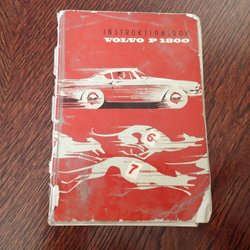 INSTRUKTIONSBOK
VOLVO P 1800
6
7